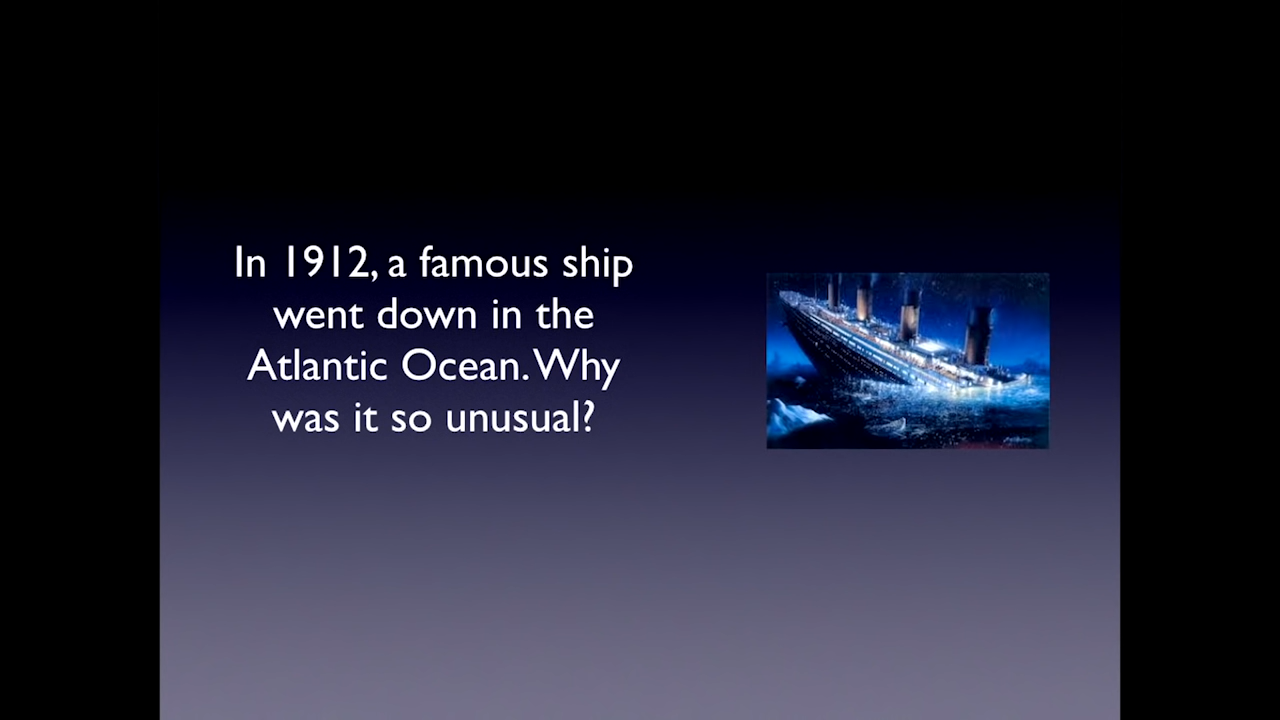 In 1912, a famous ship
went down in the
Atlantic Ocean. Why
was it so unusual?